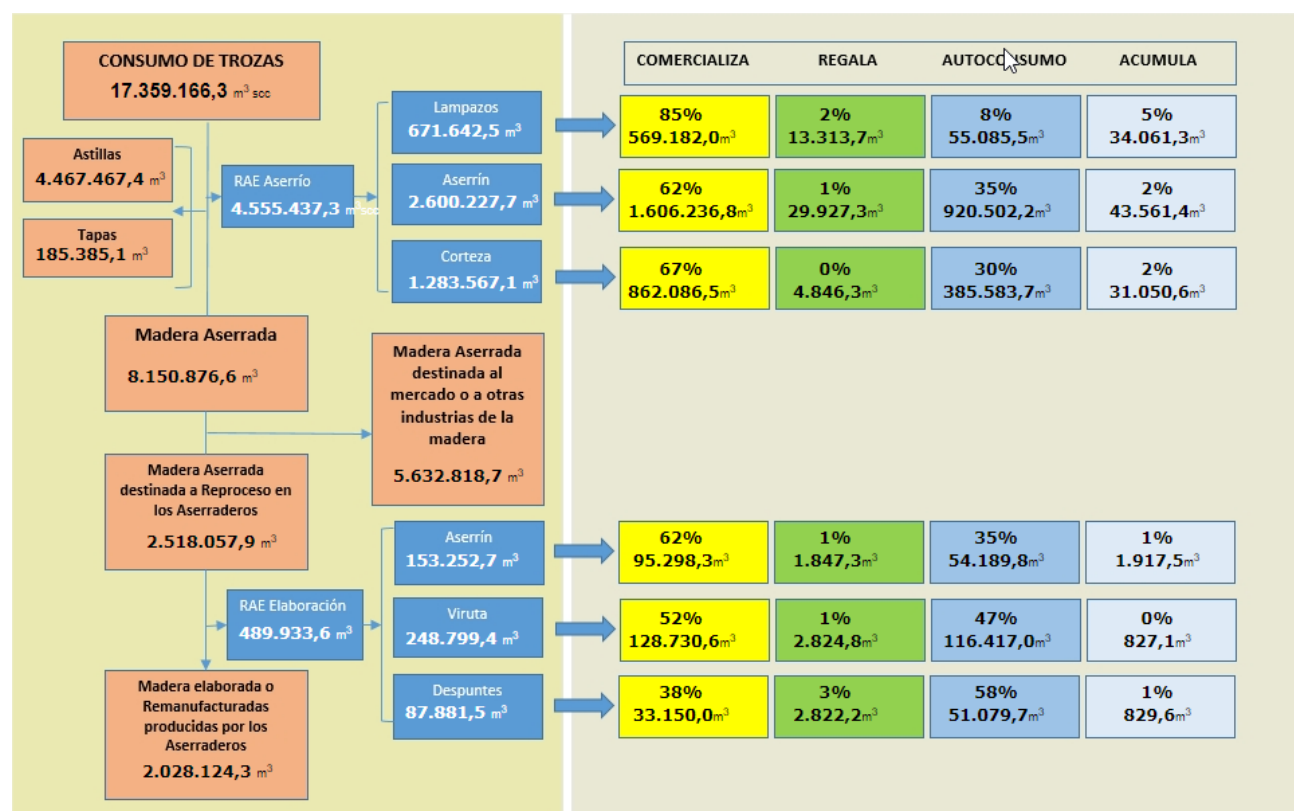 CONSUMO DE TROZAS
17.359.166,3 m³ scc
Astillas
4.467.467,4 m³
Tapas
185.385,1 m³
RAE Aserrío
4.555.437,3 m³scc
Lampazos
671.642,5 m³
Aserrín
2.600.227,7 m³
Corteza
1.283.567,1 m³
Madera Aserrada
8.150.876,6 m³
Madera Aserrada
destinada al
mercado o a otras
industrias de la
madera
5.632.818,7 m³
Madera Aserrada
destinada a Reproceso en
los Aserraderos
2.518.057,9 m³
RAE Elaboración
489.933,6 m³
Aserrín
153.252,7 m³
Viruta
248.799,4 m³
Despuntes
87.881,5 m³
Madera elaborada o
Remanufacturadas
producidas por los
Aserraderos
2.028.124,3 m³
COMERCIALIZA REGALA AUTOCONSUMO ACUMULA
85% 2% 8% 5%
569.182,0m³ 13.313,7m³ 55.085,5m³ 34.061,3m³
62% 1% 35% 2%
1.606.236,8m³ 29.927,3m³ 920.502,2m³ 43.561,4m³
67% 0% 30% 2%
862.086,5m³ 4.846,3m³ 385.583,7m³ 31.050,6m³
62% 1% 35% 1%
95.298,3m³ 1.847,3m³ 54.189,8m³ 1.917,5m³
52% 1% 47% 0%
128.730,6m³ 2.824,8m³ 116.417,0m³ 827,1m³
38% 3% 58% 1%
33.150,0m³ 2.822,2m³ 51.079,7m³ 829,6m³